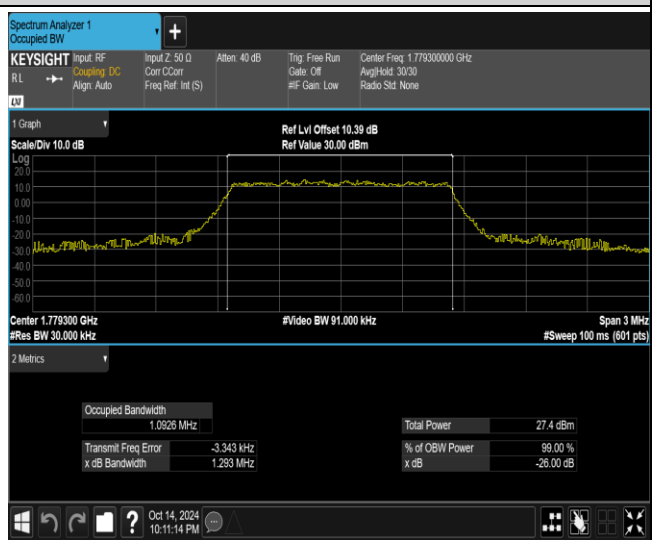 Spectrum Analyzer 1
Occupied BW
KEYSIGHT
R L
LXI
Input: RF
Coupling: DC
Align: Auto
Input Z: 50 Ω
Corr CCorr
Freq Ref: Int (S)
Atten: 40 dB
Trig: Free Run
Gate: Off
#IF Gain: Low
Center Freq: 1.779300000 GHz
Avg|Hold: 30/30
Radio Std: None
1 Graph
Scale/Div 10.0 dB
Ref Lvl Offset 10.39 dB
Ref Value 30.00 dBm
Log
20.0
10.0
0.00
-10.0
-20.0
-30.0
-40.0
-50.0
-60.0
Center 1.779300 GHz
#Video BW 91.000 kHz
Span 3 MHz
#Res BW 30.000 kHz
#Sweep 100 ms (601 pts)
2 Metrics
Occupied Bandwidth
1.0926 MHz
Total Power 27.4 dBm
Transmit Freq Error -3.343 kHz
% of OBW Power 99.00 %
x dB Bandwidth 1.293 MHz
x dB -26.00 dB
?
Oct 14, 2024
10:11:14 PM